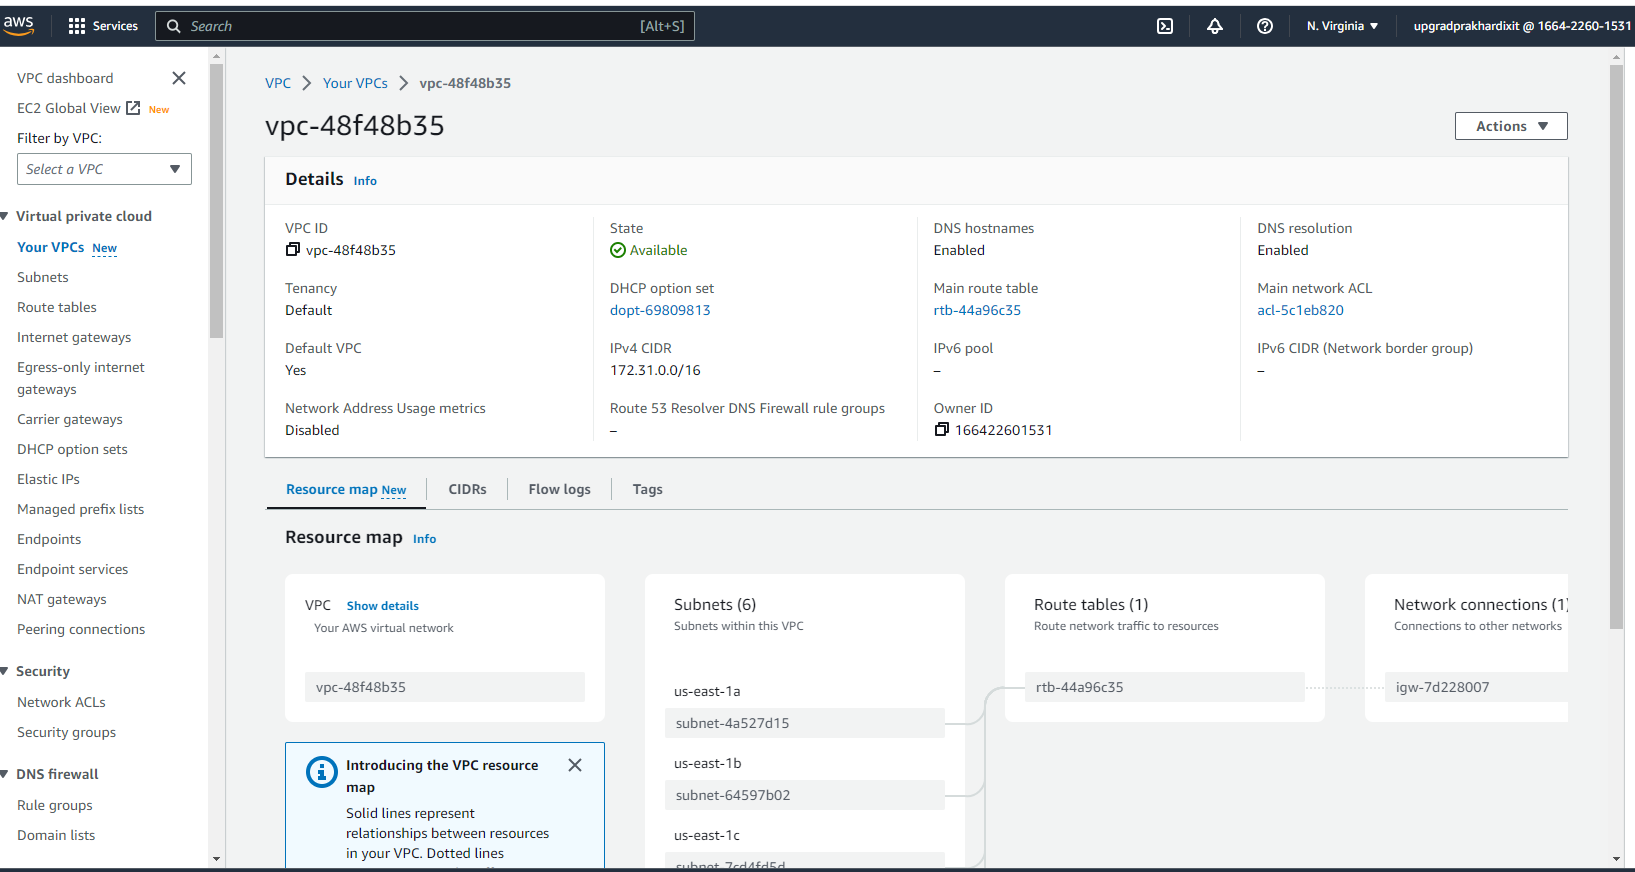 aws
Services
Search
[Alt+S]
N. Virginia
upgradprakhardixit @ 1664-2260-1531
VPC dashboard
EC2 Global View New
Filter by VPC:
Select a VPC
Virtual private cloud
Your VPCs New
Subnets
Route tables
Internet gateways
Egress-only internet
gateways
Carrier gateways
DHCP option sets
Elastic IPs
Managed prefix lists
Endpoints
Endpoint services
NAT gateways
Peering connections
Security
Network ACLs
Security groups
DNS firewall
Rule groups
Domain lists
VPC > Your VPCs > vpc-48f48b35
vpc-48f48b35
Actions
Details Info
VPC ID
vpc-48f48b35
State
Available
DNS hostnames
Enabled
DNS resolution
Enabled
Tenancy
Default
DHCP option set
dopt-69809813
Main route table
rtb-44a96c35
Main network ACL
acl-5c1eb820
Default VPC
Yes
IPv4 CIDR
172.31.0.0/16
IPv6 pool
–
IPv6 CIDR (Network border group)
–
Network Address Usage metrics
Disabled
Route 53 Resolver DNS Firewall rule groups
–
Owner ID
166422601531
Resource map New
CIDRs
Flow logs
Tags
Resource map Info
VPC Show details
Your AWS virtual network
vpc-48f48b35
Introducing the VPC resource
map
Solid lines represent
relationships between resources
in your VPC. Dotted lines
Subnets (6)
Subnets within this VPC
us-east-1a
subnet-4a527d15
us-east-1b
subnet-64597b02
us-east-1c
subnet-7cd4fd5d
Route tables (1)
Route network traffic to resources
rtb-44a96c35
Network connections (1)
Connections to other networks
igw-7d228007